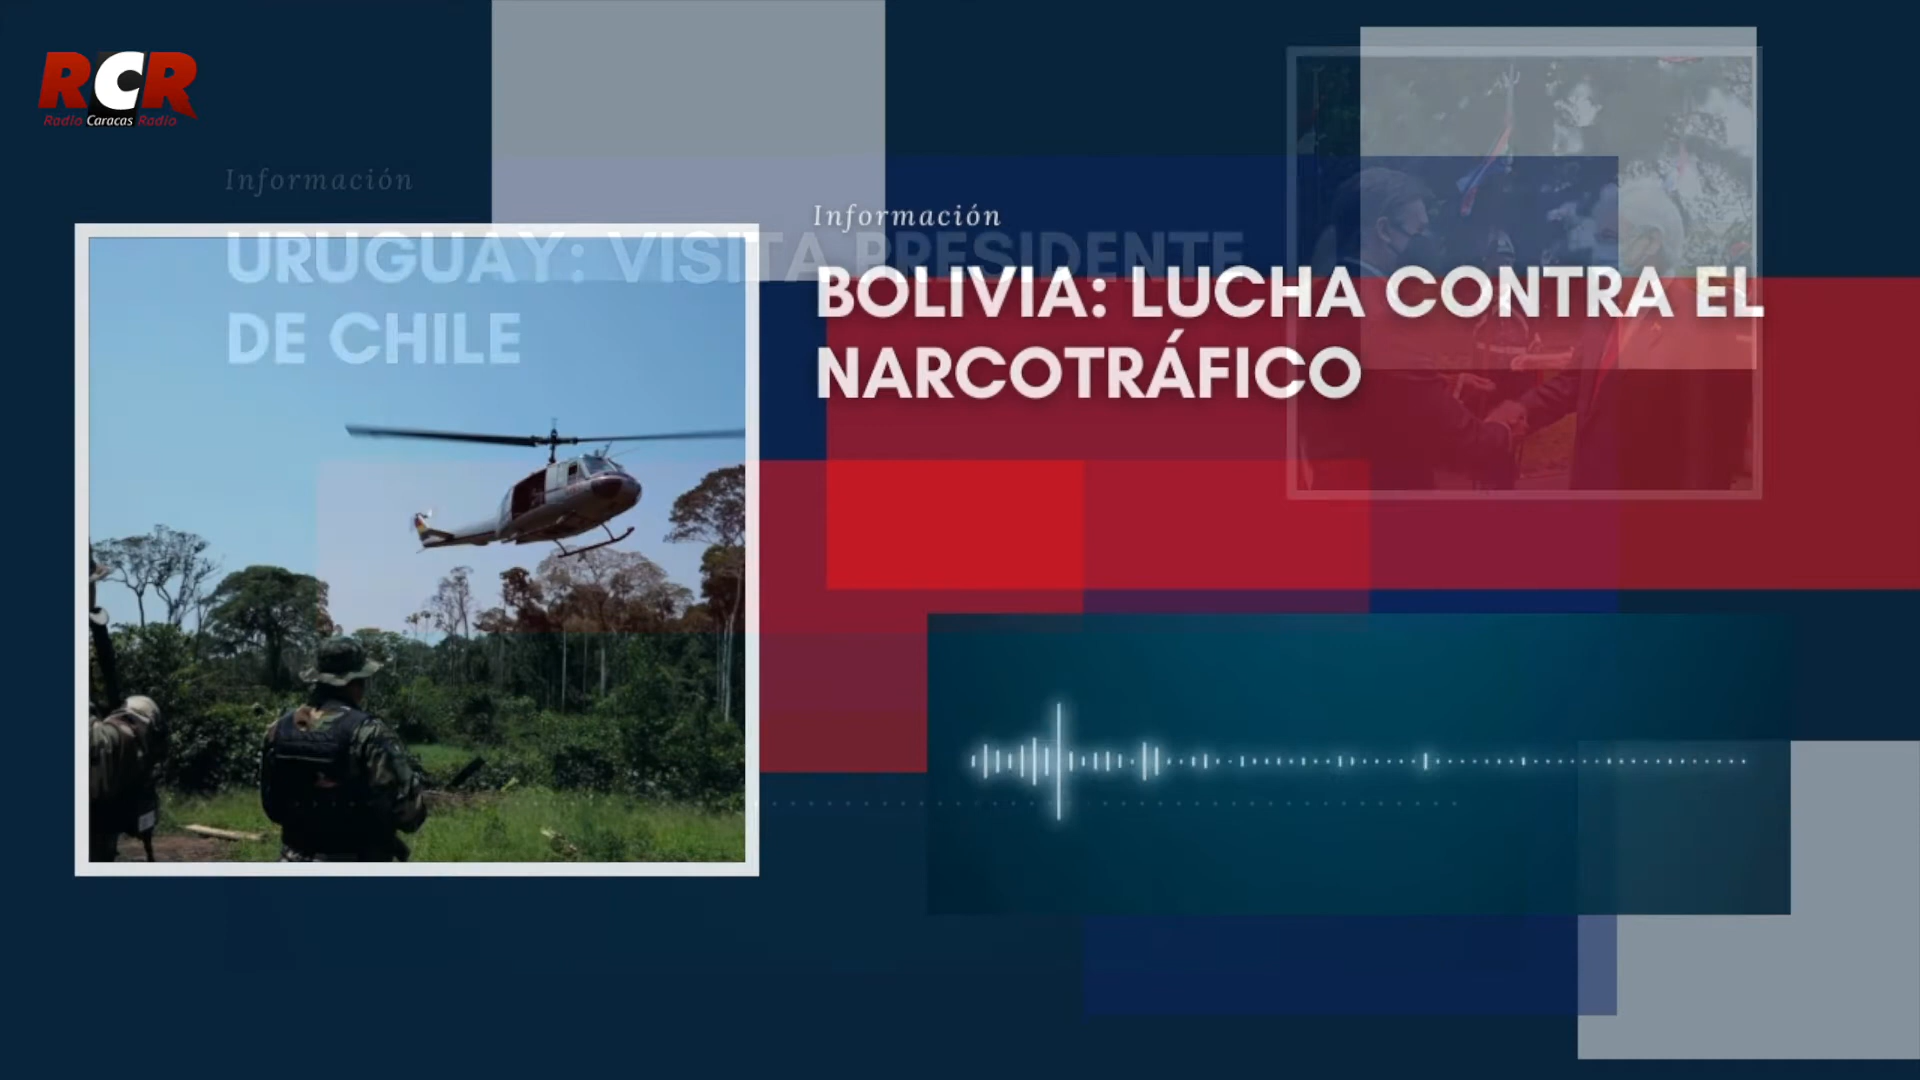 RCR
Radio Caracas Radio
Información
URUGUAY: VISITA PRESIDENTE
DE CHILE
Información
BOLIVIA: LUCHA CONTRA EL
NARCOTRÁFICO